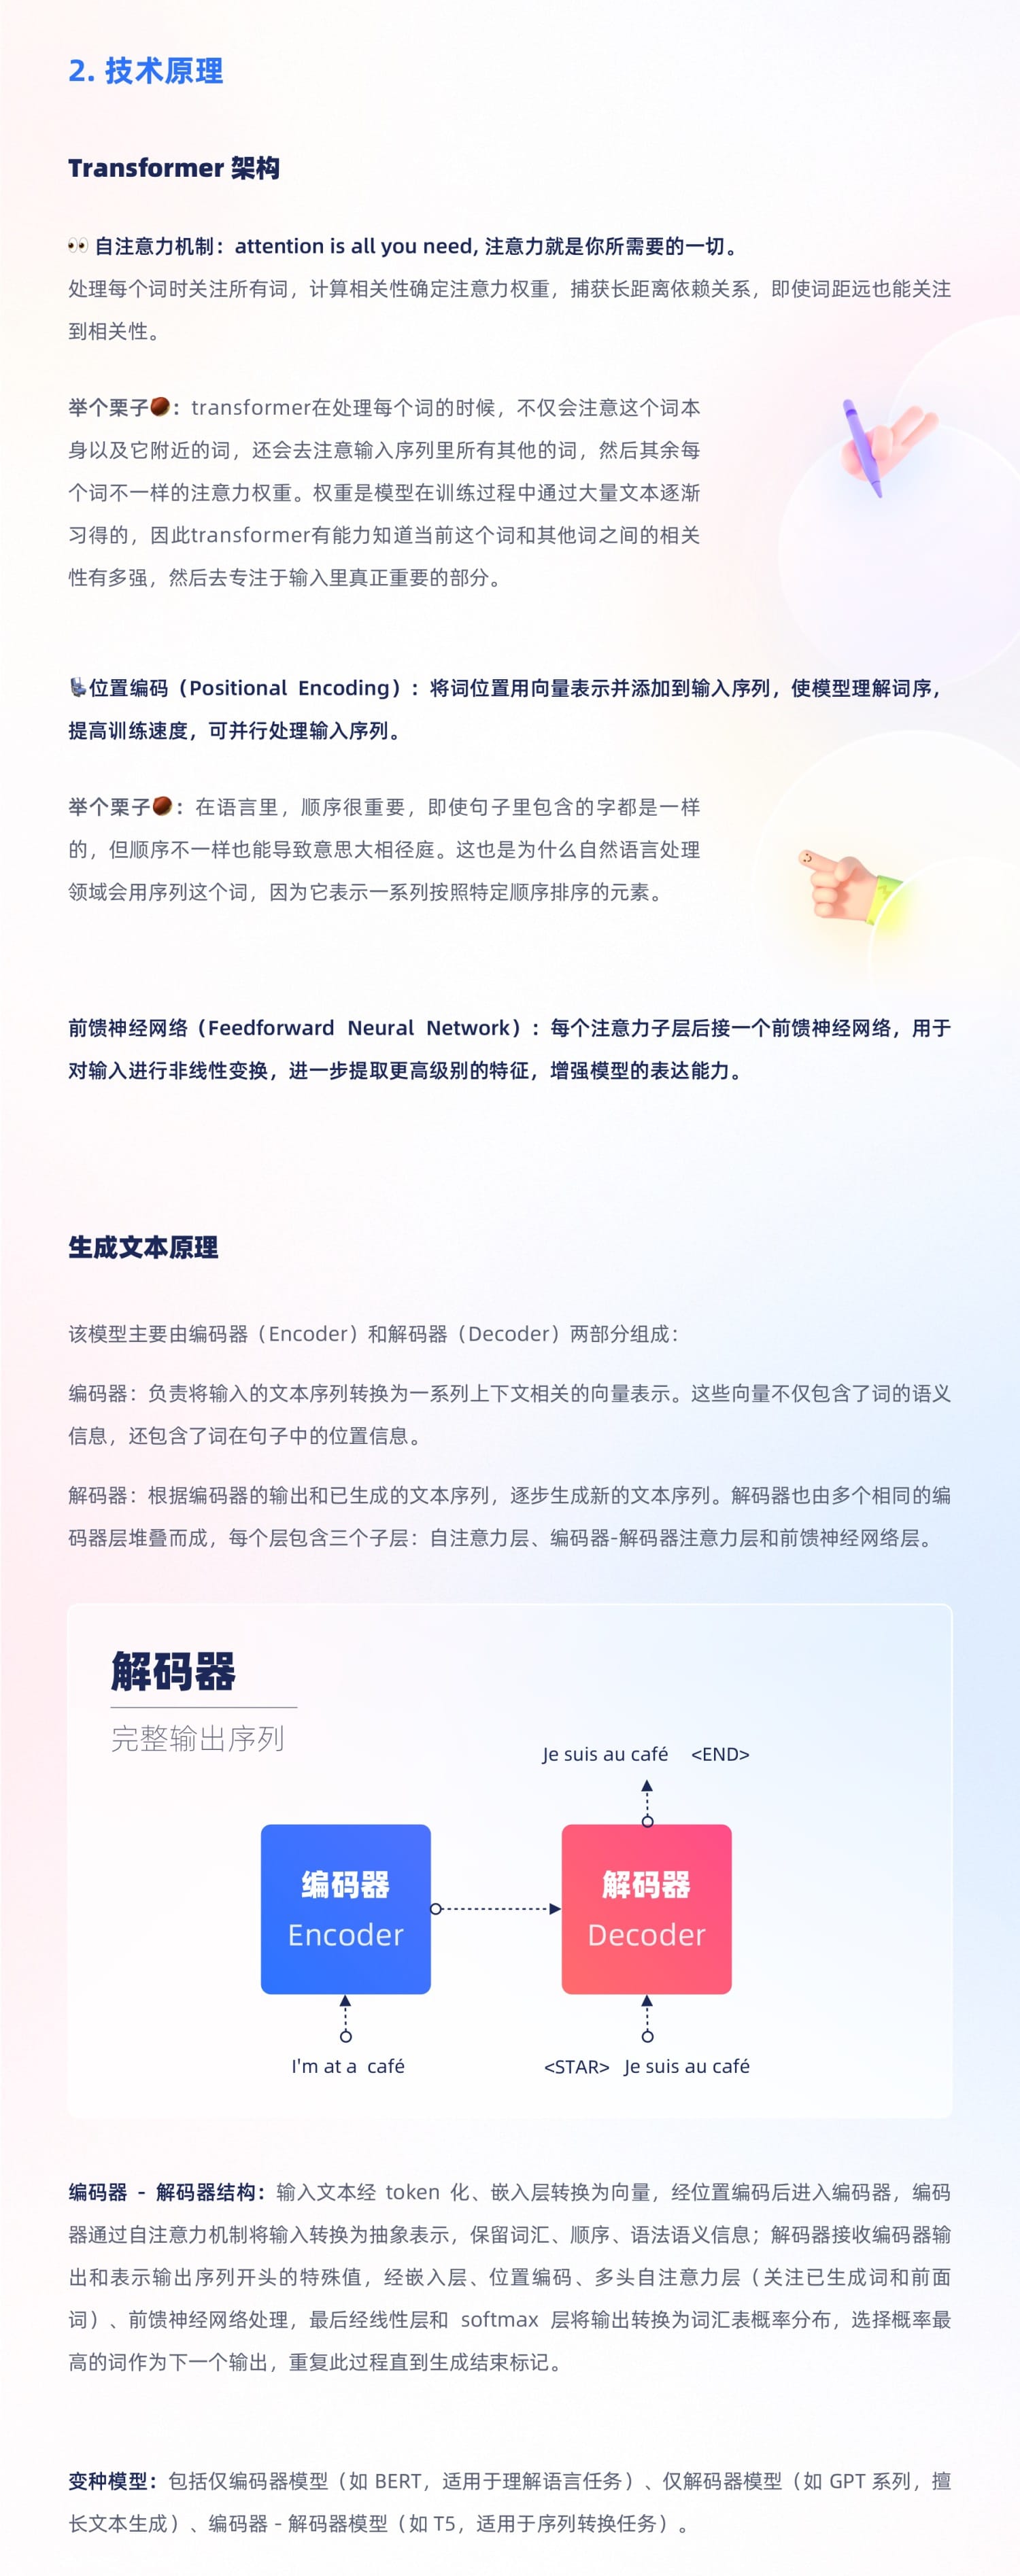 2. 技术原理
Transformer 架构
👀 自注意力机制：attention is all you need, 注意力就是你所需要的一切。
处理每个词时关注所有词，计算相关性确定注意力权重，捕获长距离依赖关系，即使词距远也能关注
到相关性。
举个栗子🌰：transformer在处理每个词的时候，不仅会注意这个词本
身以及它附近的词，还会去注意输入序列里所有其他的词，然后其余每
个词不一样的注意力权重。权重是模型在训练过程中通过大量文本逐渐
习得的，因此transformer有能力知道当前这个词和其他词之间的相关
性有多强，然后去专注于输入里真正重要的部分。
💺位置编码（Positional Encoding）：将词位置用向量表示并添加到输入序列，使模型理解词序，
提高训练速度，可并行处理输入序列。
举个栗子🌰：在语言里，顺序很重要，即使句子里包含的字都是一样
的，但顺序不一样也能导致意思大相径庭。这也是为什么自然语言处理
领域会用序列这个词，因为它表示一系列按照特定顺序排序的元素。
前馈神经网络（Feedforward Neural Network）：每个注意力子层后接一个前馈神经网络，用于
对输入进行非线性变换，进一步提取更高级别的特征，增强模型的表达能力。
生成文本原理
该模型主要由编码器（Encoder）和解码器（Decoder）两部分组成：
编码器：负责将输入的文本序列转换为一系列上下文相关的向量表示。这些向量不仅包含了词的语义
信息，还包含了词在句子中的位置信息。
解码器：根据编码器的输出和已生成的文本序列，逐步生成新的文本序列。解码器也由多个相同的编
码器层堆叠而成，每个层包含三个子层：自注意力层、编码器-解码器注意力层和前馈神经网络层。
解码器
完整输出序列
Je suis au café <END>
编码器
Encoder
解码器
Decoder
I'm at a café
<STAR> Je suis au café
编码器 - 解码器结构：输入文本经 token 化、嵌入层转换为向量，经位置编码后进入编码器，编码
器通过自注意力机制将输入转换为抽象表示，保留词汇、顺序、语法语义信息；解码器接收编码器输
出和表示输出序列开头的特殊值，经嵌入层、位置编码、多头自注意力层（关注已生成词和前面
词）、前馈神经网络处理，最后经线性层和 softmax 层将输出转换为词汇表概率分布，选择概率最
高的词作为下一个输出，重复此过程直到生成结束标记。
变种模型：包括仅编码器模型（如 BERT，适用于理解语言任务）、仅解码器模型（如 GPT 系列，擅
长文本生成）、编码器 - 解码器模型（如 T5，适用于序列转换任务）。